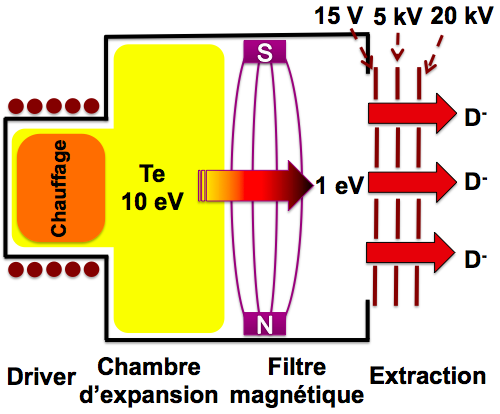 15 V 5 kV 20 kV
S
D-
Chauffage
Te
10 eV
1 eV
D-
D-
N
Driver
Chambre
d'expansion
Filtre
magnétique
Extraction